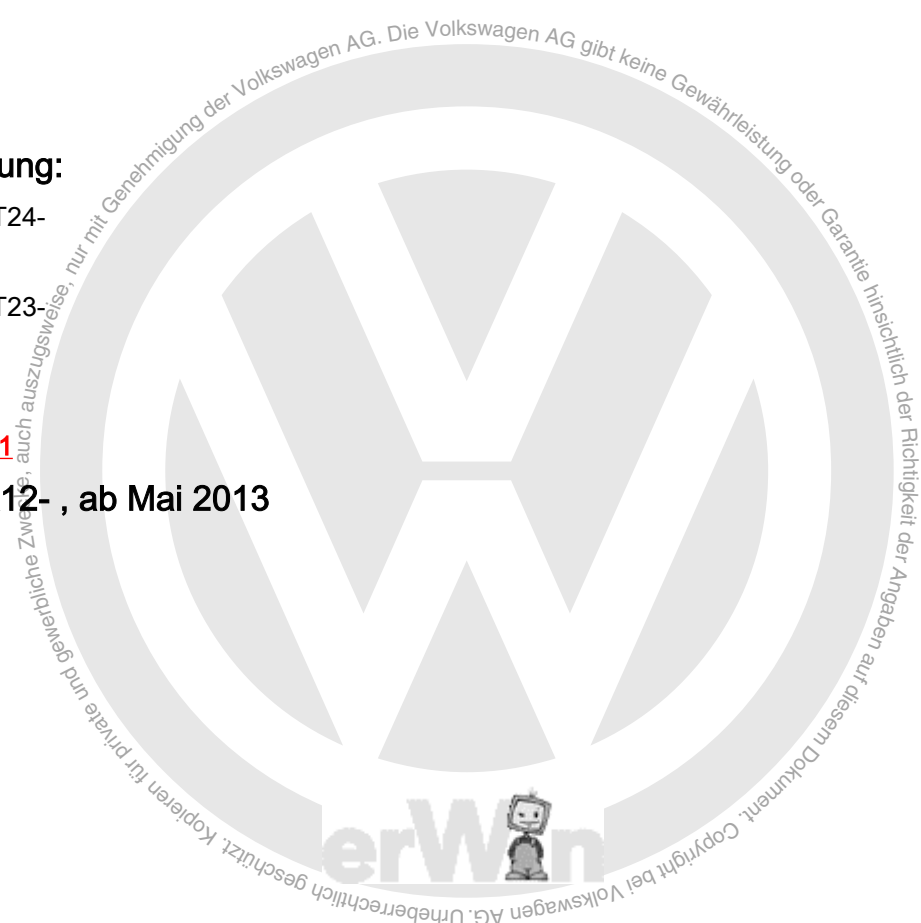 ung:
T24-
T23-
1
12- , ab Mai 2013
erWin
Kopieren für private und gewerbliche Zwecke, auch auszugsweise, nur mit Genehmigung der Volkswagen AG. Die Volkswagen AG gibt keine Gewährleistung oder Garantie hinsichtlich der Richtigkeit der Angaben auf diesem Dokument. Copyright bei Volkswagen AG. Urheberrechtlich geschützt.